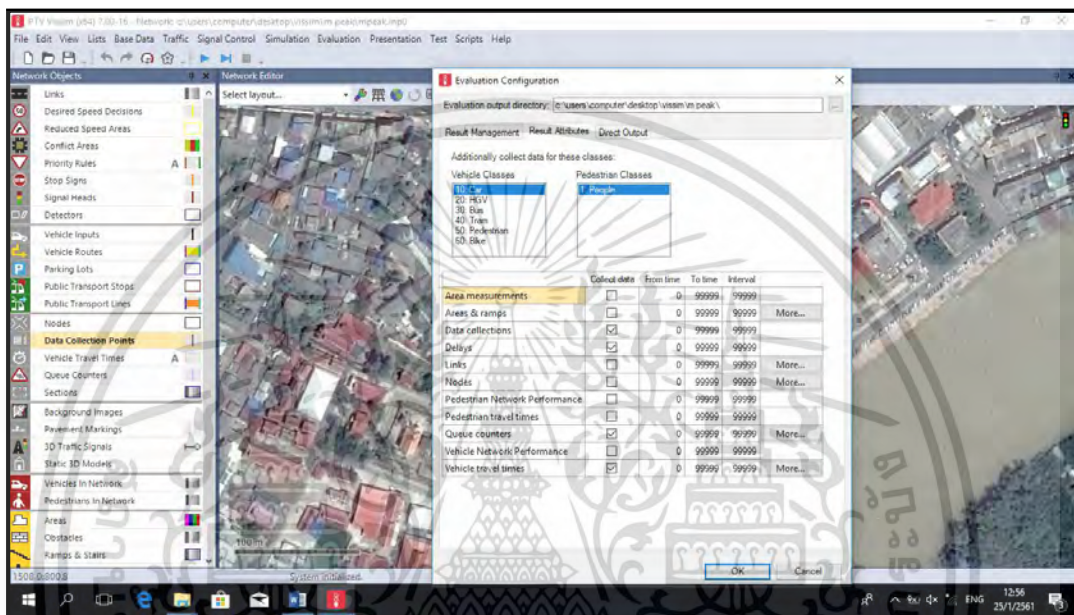 PTV Vissim (x64) 7.00-16 - Network: c:\users\computer\desktop\vissim\m peak\mpeak.inp0
File Edit View Lists Base Data Traffic Signal Control Simulation Evaluation Presentation Test Scripts Help
Network Objects
Network Editor
Select layout...
Links
Desired Speed Decisions
Reduced Speed Areas
Conflict Areas
Priority Rules A
Stop Signs
Signal Heads
Detectors
Vehicle Inputs
Vehicle Routes
Parking Lots
Public Transport Stops
Public Transport Lines
Nodes
Data Collection Points
Vehicle Travel Times A
Queue Counters
Sections
Background Images
Pavement Markings
3D Traffic Signals
Static 3D Models
Vehicles In Network
Pedestrians In Network
Areas
Obstacles
Ramps & Stairs
100 m
Evaluation Configuration
Evaluation output directory: c:\users\computer\desktop\vissim\m peak\
Result Management Result Attributes Direct Output
Additionally collect data for these classes:
Vehicle Classes Pedestrian Classes
10: Car 1: People
20: HGV
30: Bus
40: Tram
50: Pedestrian
60: Bike
Collect data From time To time Interval
Area measurements 0 99999 99999
Areas & ramps 0 99999 99999 More...
Data collections 0 99999 99999
Delays 0 99999 99999
Links 0 99999 99999 More...
Nodes 0 99999 99999 More...
Pedestrian Network Performance 0 99999 99999
Pedestrian travel times 0 99999 99999
Queue counters 0 99999 99999 More...
Vehicle Network Performance 0 99999 99999
Vehicle travel times 0 99999 99999 More...
OK Cancel
1508.0:800.8 System initialized.
ENG 12:56
25/1/2561